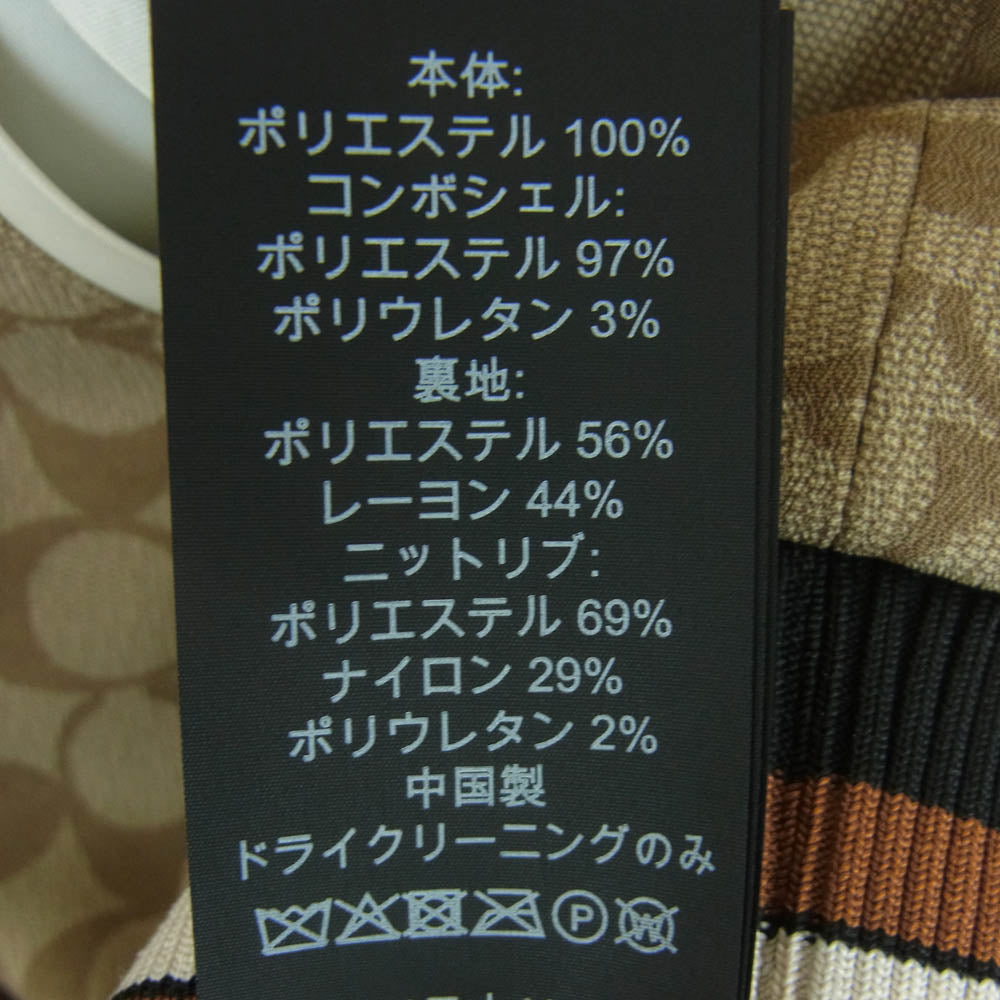 本体:
ポリエステル 100%
コンボシェル:
ポリエステル 97%
ポリウレタン 3%
裏地:
ポリエステル 56%
レーヨン 44%
ニットリブ:
ポリエステル 69%
ナイロン 29%
ポリウレタン 2%
中国製
ドライクリーニングのみ
P W